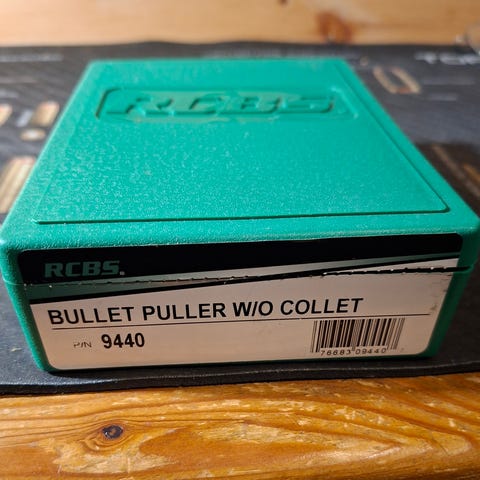 RCBS
RCBS.
BULLET PULLER W/O COLLET
P/N 9440
76683 09440